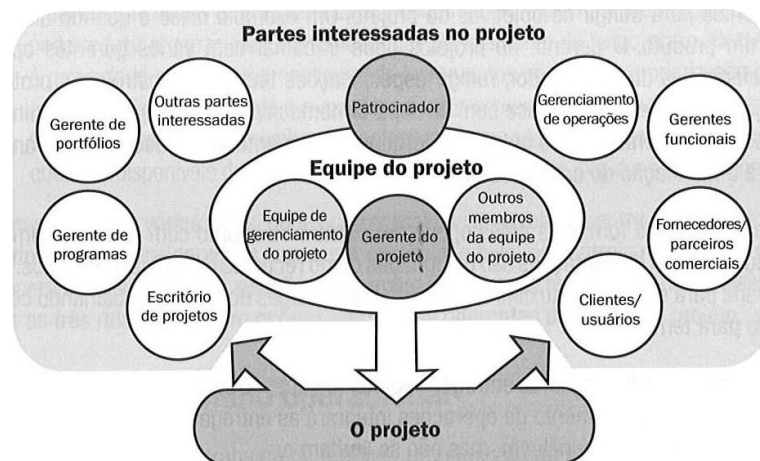 Partes interessadas no projeto
Patrocinador
Outras partes
interessadas
Gerenciamento
de operações
Gerente de
portfólios
Gerentes
funcionais
Equipe do projeto
Equipe de
gerenciamento
do projeto
Gerente do
projeto
Outros
membros
da equipe
do projeto
Gerente de
programas
Fornecedores/
parceiros
comerciais
Escritório
de projetos
Clientes/
usuários
O projeto